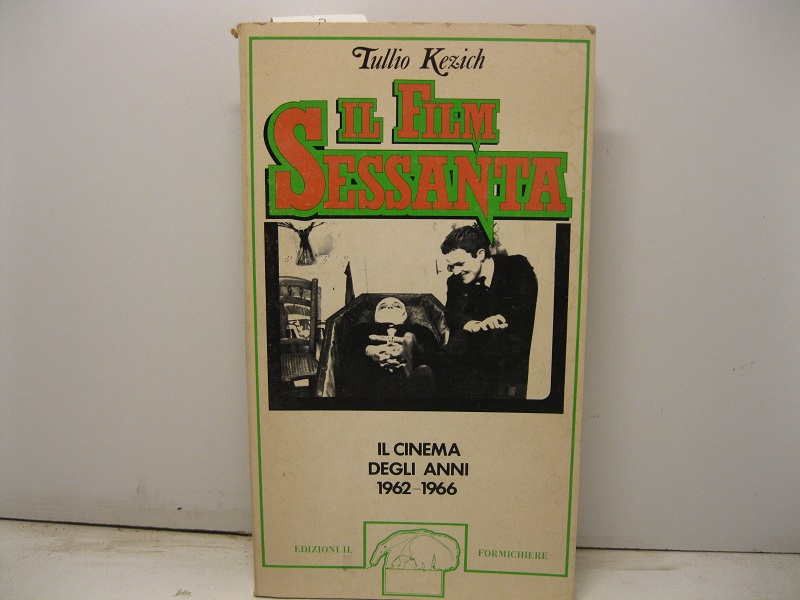 Tullio Kezich
IL FILM
SESSANTA
IL CINEMA
DEGLI ANNI
1962-1966
EDIZIONI IL FORMICHIERE